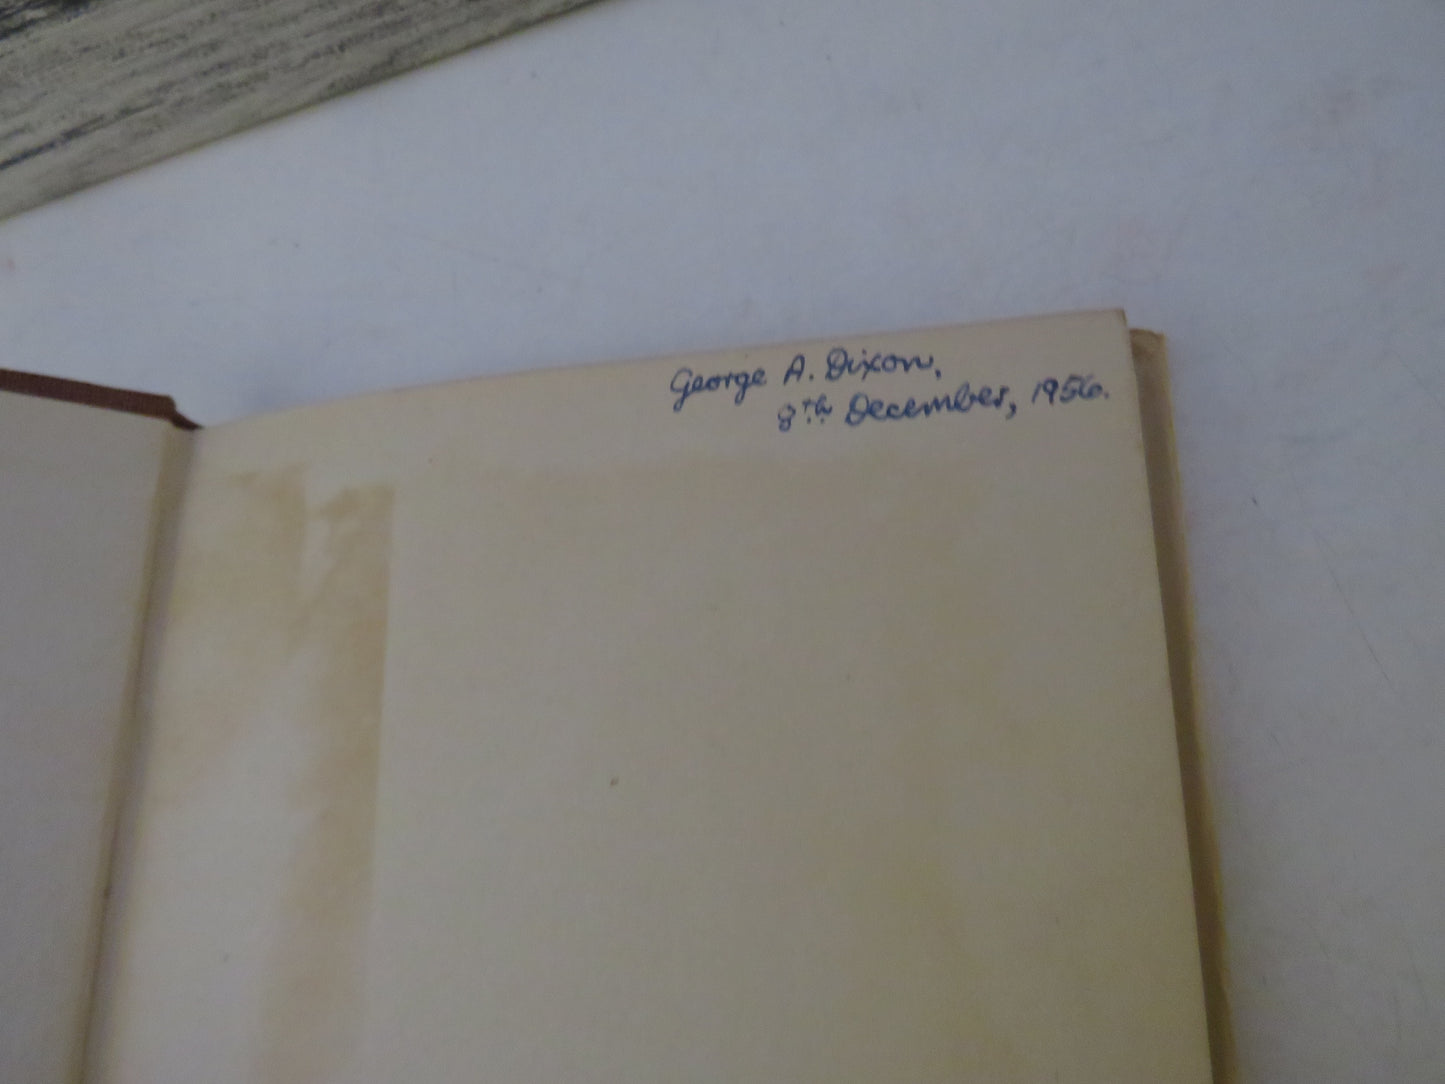 George A. Dixon,
8th December, 1956.